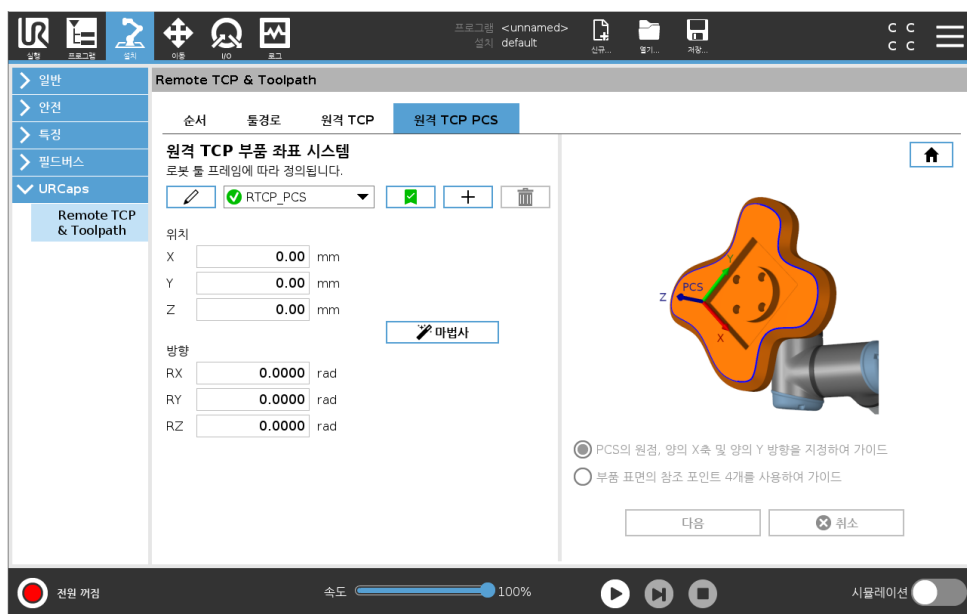 UR
프로그램 <unnamed>
설치 default
C C
C C
실행 프로그램 설치 이동 I/O 로그 신규... 열기... 저장...
일반
안전
특징
필드버스
URCaps
Remote TCP
& Toolpath
Remote TCP & Toolpath
순서 툴경로 원격 TCP 원격 TCP PCS
원격 TCP 부품 좌표 시스템
로봇 툴 프레임에 따라 정의됩니다.
RTCP_PCS
위치
X 0.00 mm
Y 0.00 mm
Z 0.00 mm
마법사
방향
RX 0.0000 rad
RY 0.0000 rad
RZ 0.0000 rad
Y
PCS
Z
X
PCS의 원점, 양의 X축 및 양의 Y 방향을 지정하여 가이드
부품 표면의 참조 포인트 4개를 사용하여 가이드
다음 취소
전원 꺼짐 속도 100% 시뮬레이션